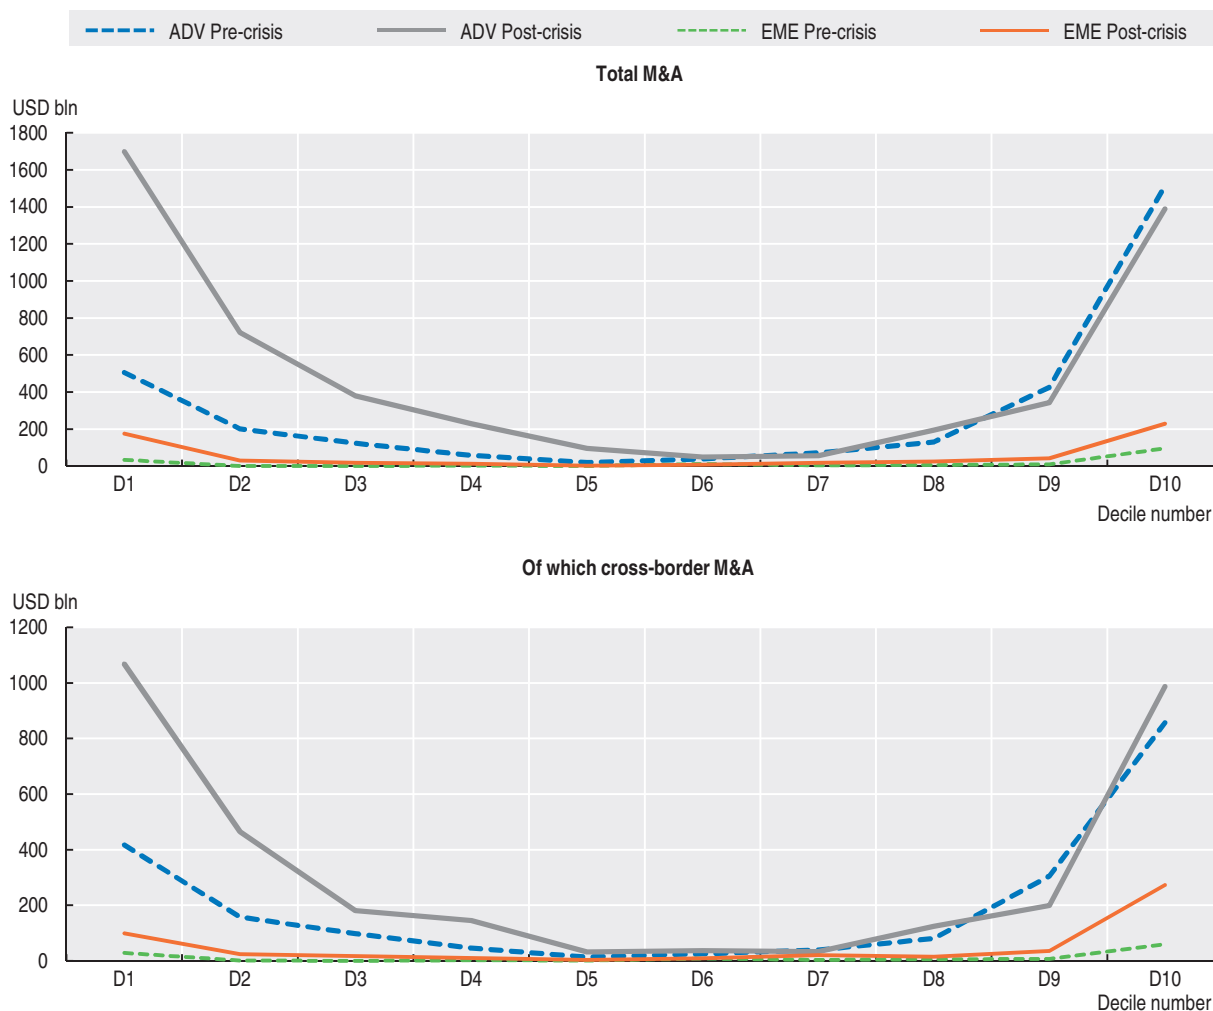 ADV Pre-crisis ADV Post-crisis EME Pre-crisis EME Post-crisis
Total M&A
USD bln
1800
1600
1400
1200
1000
800
600
400
200
0
D1 D2 D3 D4 D5 D6 D7 D8 D9 D10
Decile number
Of which cross-border M&A
USD bln
1200
1000
800
600
400
200
0
D1 D2 D3 D4 D5 D6 D7 D8 D9 D10
Decile number